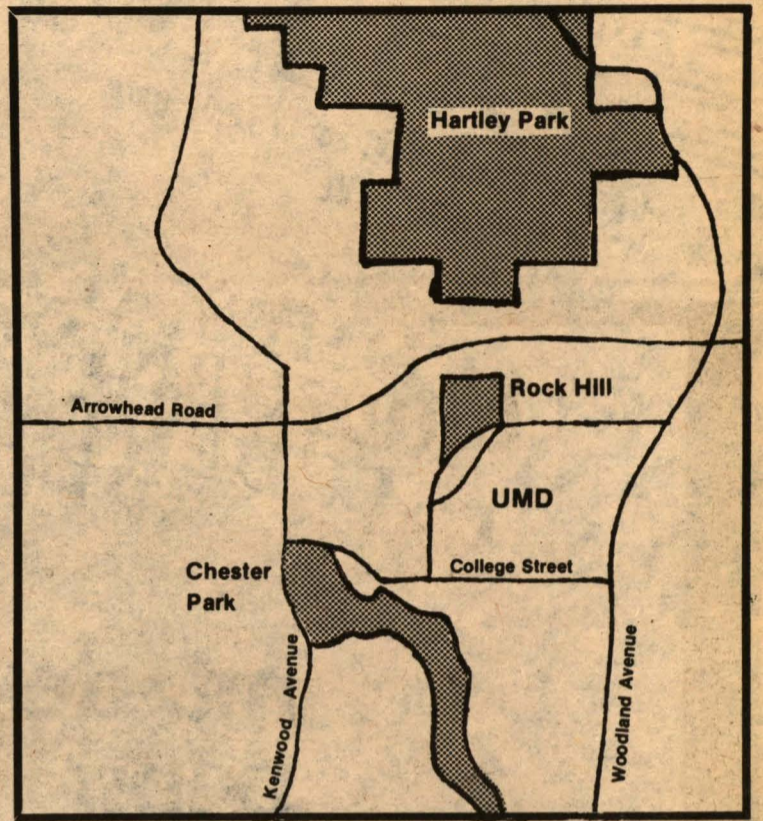 Hartley Park
Rock Hill
Arrowhead Road
UMD
College Street
Chester
Park
Kenwood Avenue
Woodland Avenue